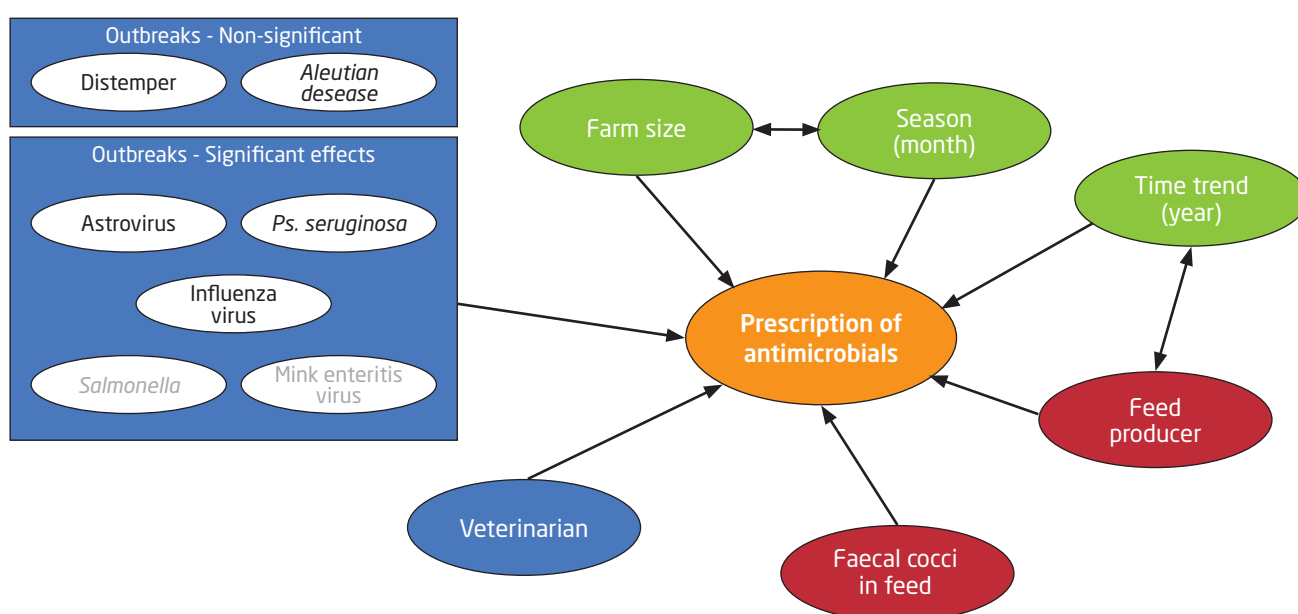 Outbreaks - Non-significant
Distemper
Aleutian
desease
Outbreaks - Significant effects
Astrovirus
Ps. seruginosa
Influenza
virus
Salmonella
Mink enteritis
virus
Farm size
Season
(month)
Time trend
(year)
Prescription of
antimicrobials
Feed
producer
Veterinarian
Faecal cocci
in feed